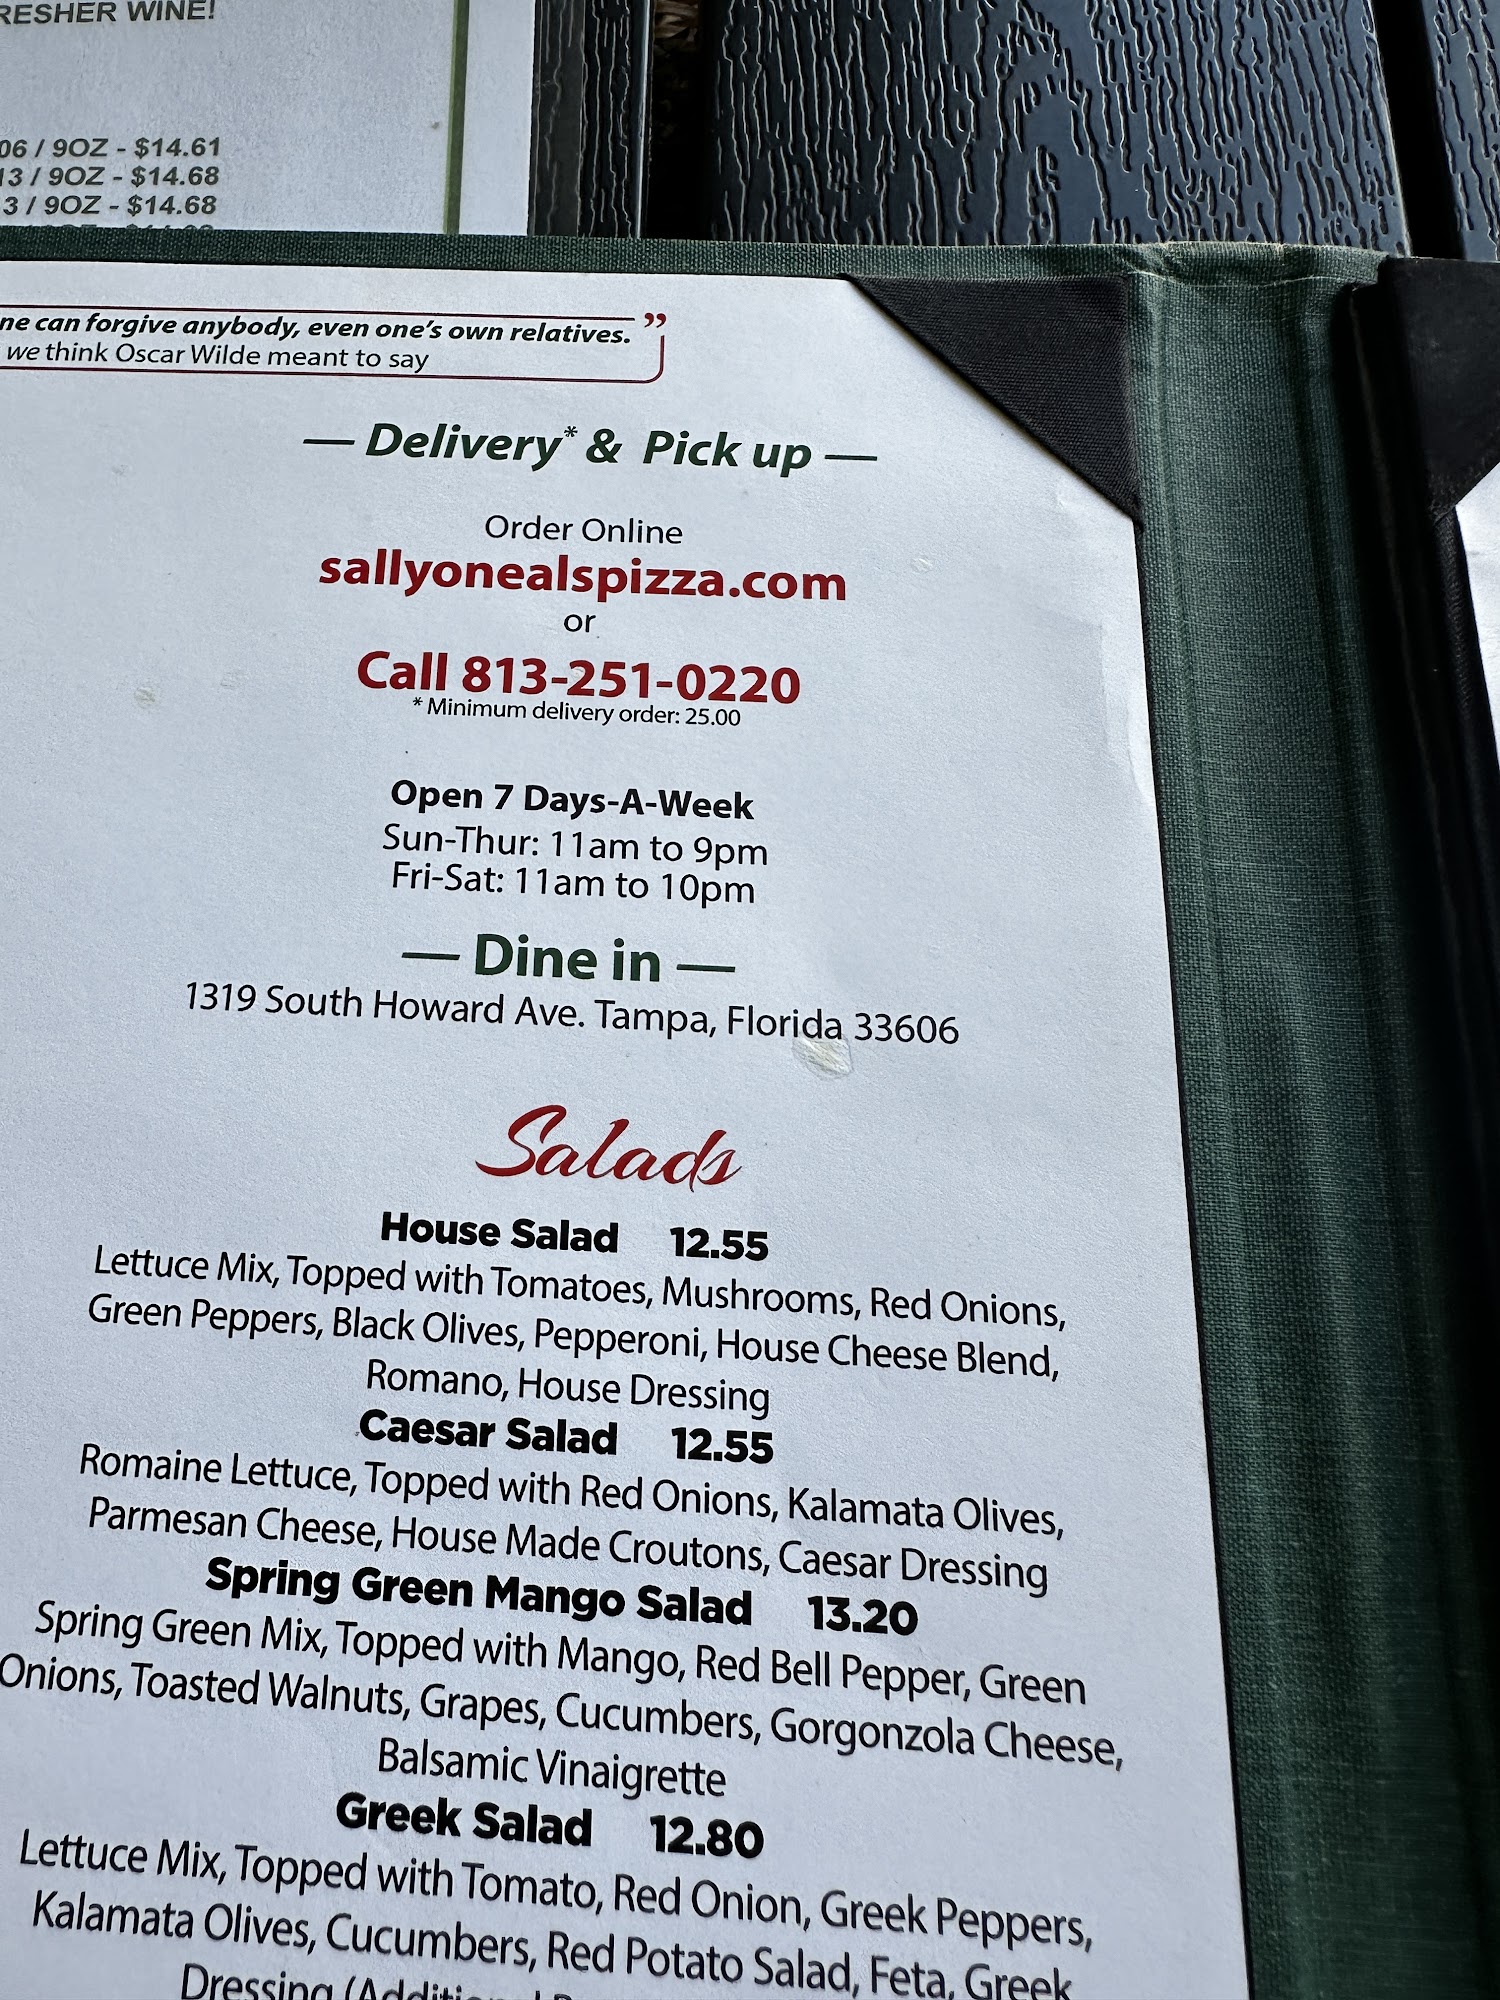 RESHER WINE!
06 / 9OZ - $14.61
13 / 9OZ - $14.68
3 / 9OZ - $14.68
ne can forgive anybody, even one's own relatives. ”
we think Oscar Wilde meant to say
— Delivery* & Pick up —
Order Online
sallyonealspizza.com
or
Call 813-251-0220
* Minimum delivery order: 25.00
Open 7 Days-A-Week
Sun-Thur: 11am to 9pm
Fri-Sat: 11am to 10pm
— Dine in —
1319 South Howard Ave. Tampa, Florida 33606
Salads
House Salad 12.55
Lettuce Mix, Topped with Tomatoes, Mushrooms, Red Onions,
Green Peppers, Black Olives, Pepperoni, House Cheese Blend,
Romano, House Dressing
Caesar Salad 12.55
Romaine Lettuce, Topped with Red Onions, Kalamata Olives,
Parmesan Cheese, House Made Croutons, Caesar Dressing
Spring Green Mango Salad 13.20
Spring Green Mix, Topped with Mango, Red Bell Pepper, Green
Onions, Toasted Walnuts, Grapes, Cucumbers, Gorgonzola Cheese,
Balsamic Vinaigrette
Greek Salad 12.80
Lettuce Mix, Topped with Tomato, Red Onion, Greek Peppers,
Kalamata Olives, Cucumbers, Red Potato Salad, Feta, Greek
Dressing